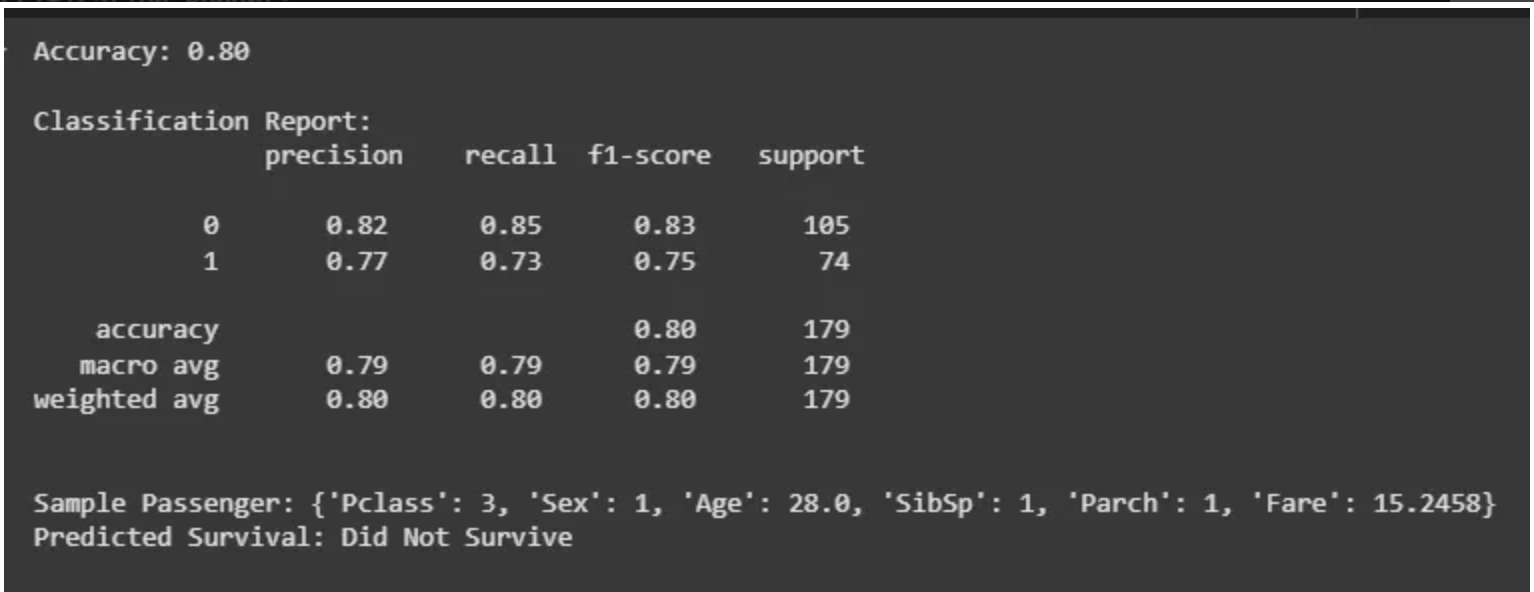 Accuracy: 0.80
Classification Report:
precision recall f1-score support
0 0.82 0.85 0.83 105
1 0.77 0.73 0.75 74
accuracy 0.80 179
macro avg 0.79 0.79 0.79 179
weighted avg 0.80 0.80 0.80 179
Sample Passenger: {'Pclass': 3, 'Sex': 1, 'Age': 28.0, 'SibSp': 1, 'Parch': 1, 'Fare': 15.2458}
Predicted Survival: Did Not Survive